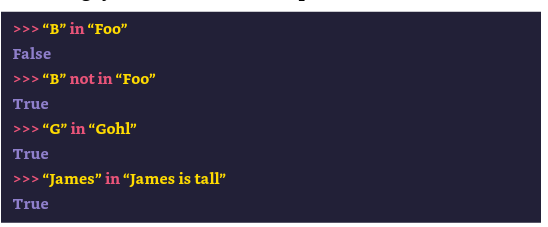 >>> “B” in “Foo”
False
>>> “B” not in “Foo”
True
>>> “G” in “Gohl”
True
>>> “James” in “James is tall”
True